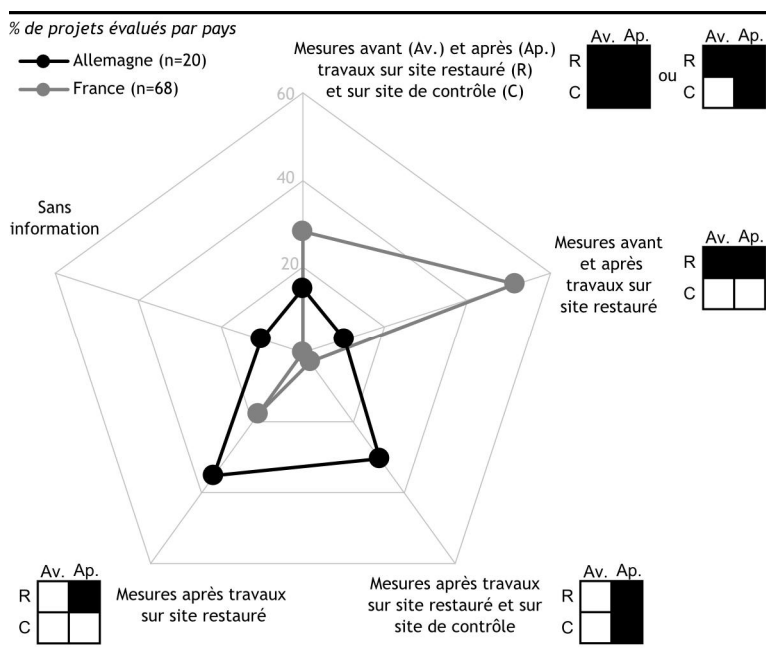 % de projets évalués par pays
Allemagne (n=20)
France (n=68)
Mesures avant (Av.) et après (Ap.)
travaux sur site restauré (R)
et sur site de contrôle (C)
Av. Ap.
R
C
ou
Av. Ap.
R
C
60
40
20
Sans
information
Mesures avant
et après
travaux sur
site restauré
Av. Ap.
R
C
Av. Ap.
R
C
Mesures après travaux
sur site restauré
Mesures après travaux
sur site restauré et sur
site de contrôle
Av. Ap.
R
C